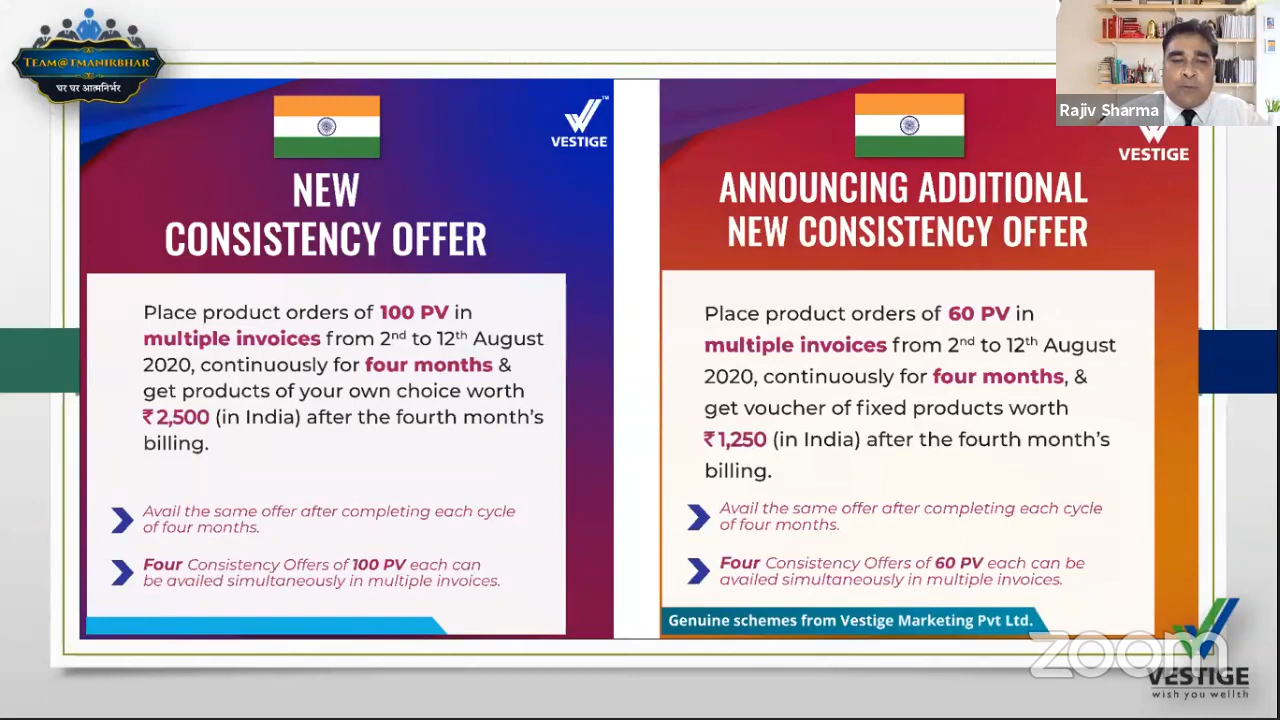 TEAM@TMANIRBHAR™
घर घर आत्मनिर्भर
VESTIGE™
NEW
CONSISTENCY OFFER
Place product orders of 100 PV in
multiple invoices from 2nd to 12th August
2020, continuously for four months &
get products of your own choice worth
₹2,500 (in India) after the fourth month's
billing.
Avail the same offer after completing each cycle
of four months.
Four Consistency Offers of 100 PV each can
be availed simultaneously in multiple invoices.
Rajiv Sharma
VESTIGE
ANNOUNCING ADDITIONAL
NEW CONSISTENCY OFFER
Place product orders of 60 PV in
multiple invoices from 2nd to 12th August
2020, continuously for four months, &
get voucher of fixed products worth
₹1,250 (in India) after the fourth month's
billing.
Avail the same offer after completing each cycle
of four months.
Four Consistency Offers of 60 PV each can be
availed simultaneously in multiple invoices.
Genuine schemes from Vestige Marketing Pvt Ltd.
zoom
VESTIGE
wish you wellth